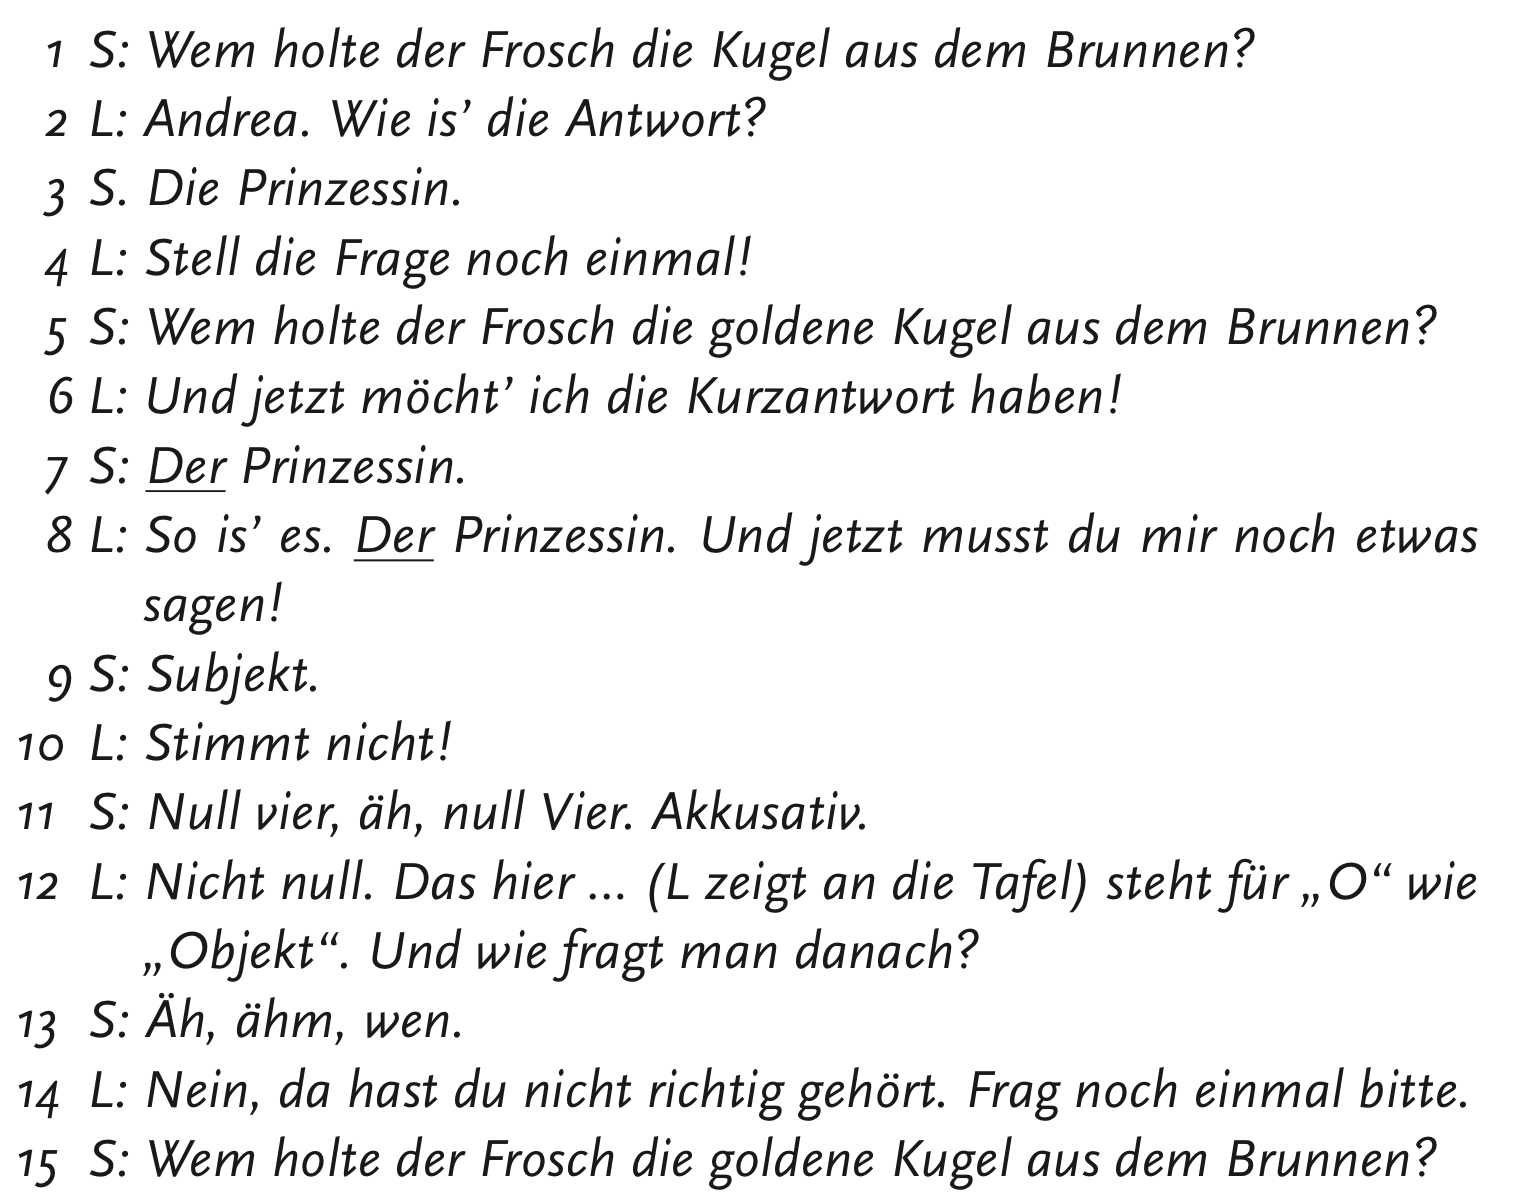 1 S: Wem holte der Frosch die Kugel aus dem Brunnen?
2 L: Andrea. Wie is’ die Antwort?
3 S. Die Prinzessin.
4 L: Stell die Frage noch einmal!
5 S: Wem holte der Frosch die goldene Kugel aus dem Brunnen?
6 L: Und jetzt möcht’ ich die Kurzantwort haben!
7 S: Der Prinzessin.
8 L: So is’ es. Der Prinzessin. Und jetzt musst du mir noch etwas
sagen!
9 S: Subjekt.
10 L: Stimmt nicht!
11 S: Null vier, äh, null Vier. Akkusativ.
12 L: Nicht null. Das hier ... (L zeigt an die Tafel) steht für „O“ wie
„Objekt“. Und wie fragt man danach?
13 S: Äh, ähm, wen.
14 L: Nein, da hast du nicht richtig gehört. Frag noch einmal bitte.
15 S: Wem holte der Frosch die goldene Kugel aus dem Brunnen?